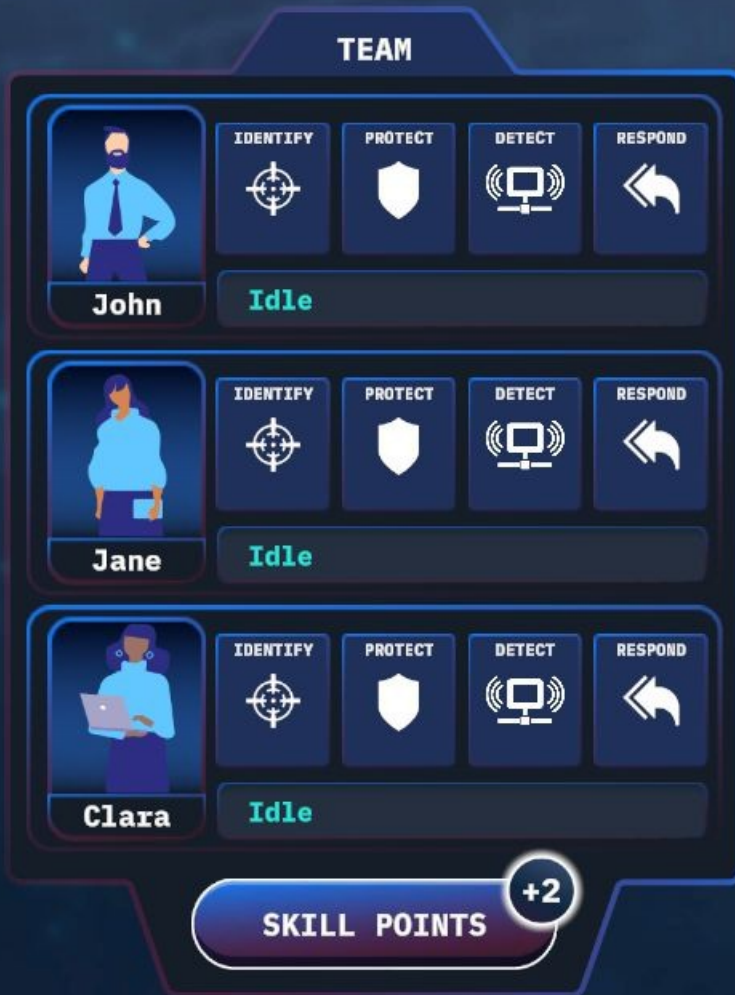 TEAM
IDENTIFY PROTECT DETECT RESPOND
John Idle
IDENTIFY PROTECT DETECT RESPOND
Jane Idle
IDENTIFY PROTECT DETECT RESPOND
Clara Idle
+2
SKILL POINTS